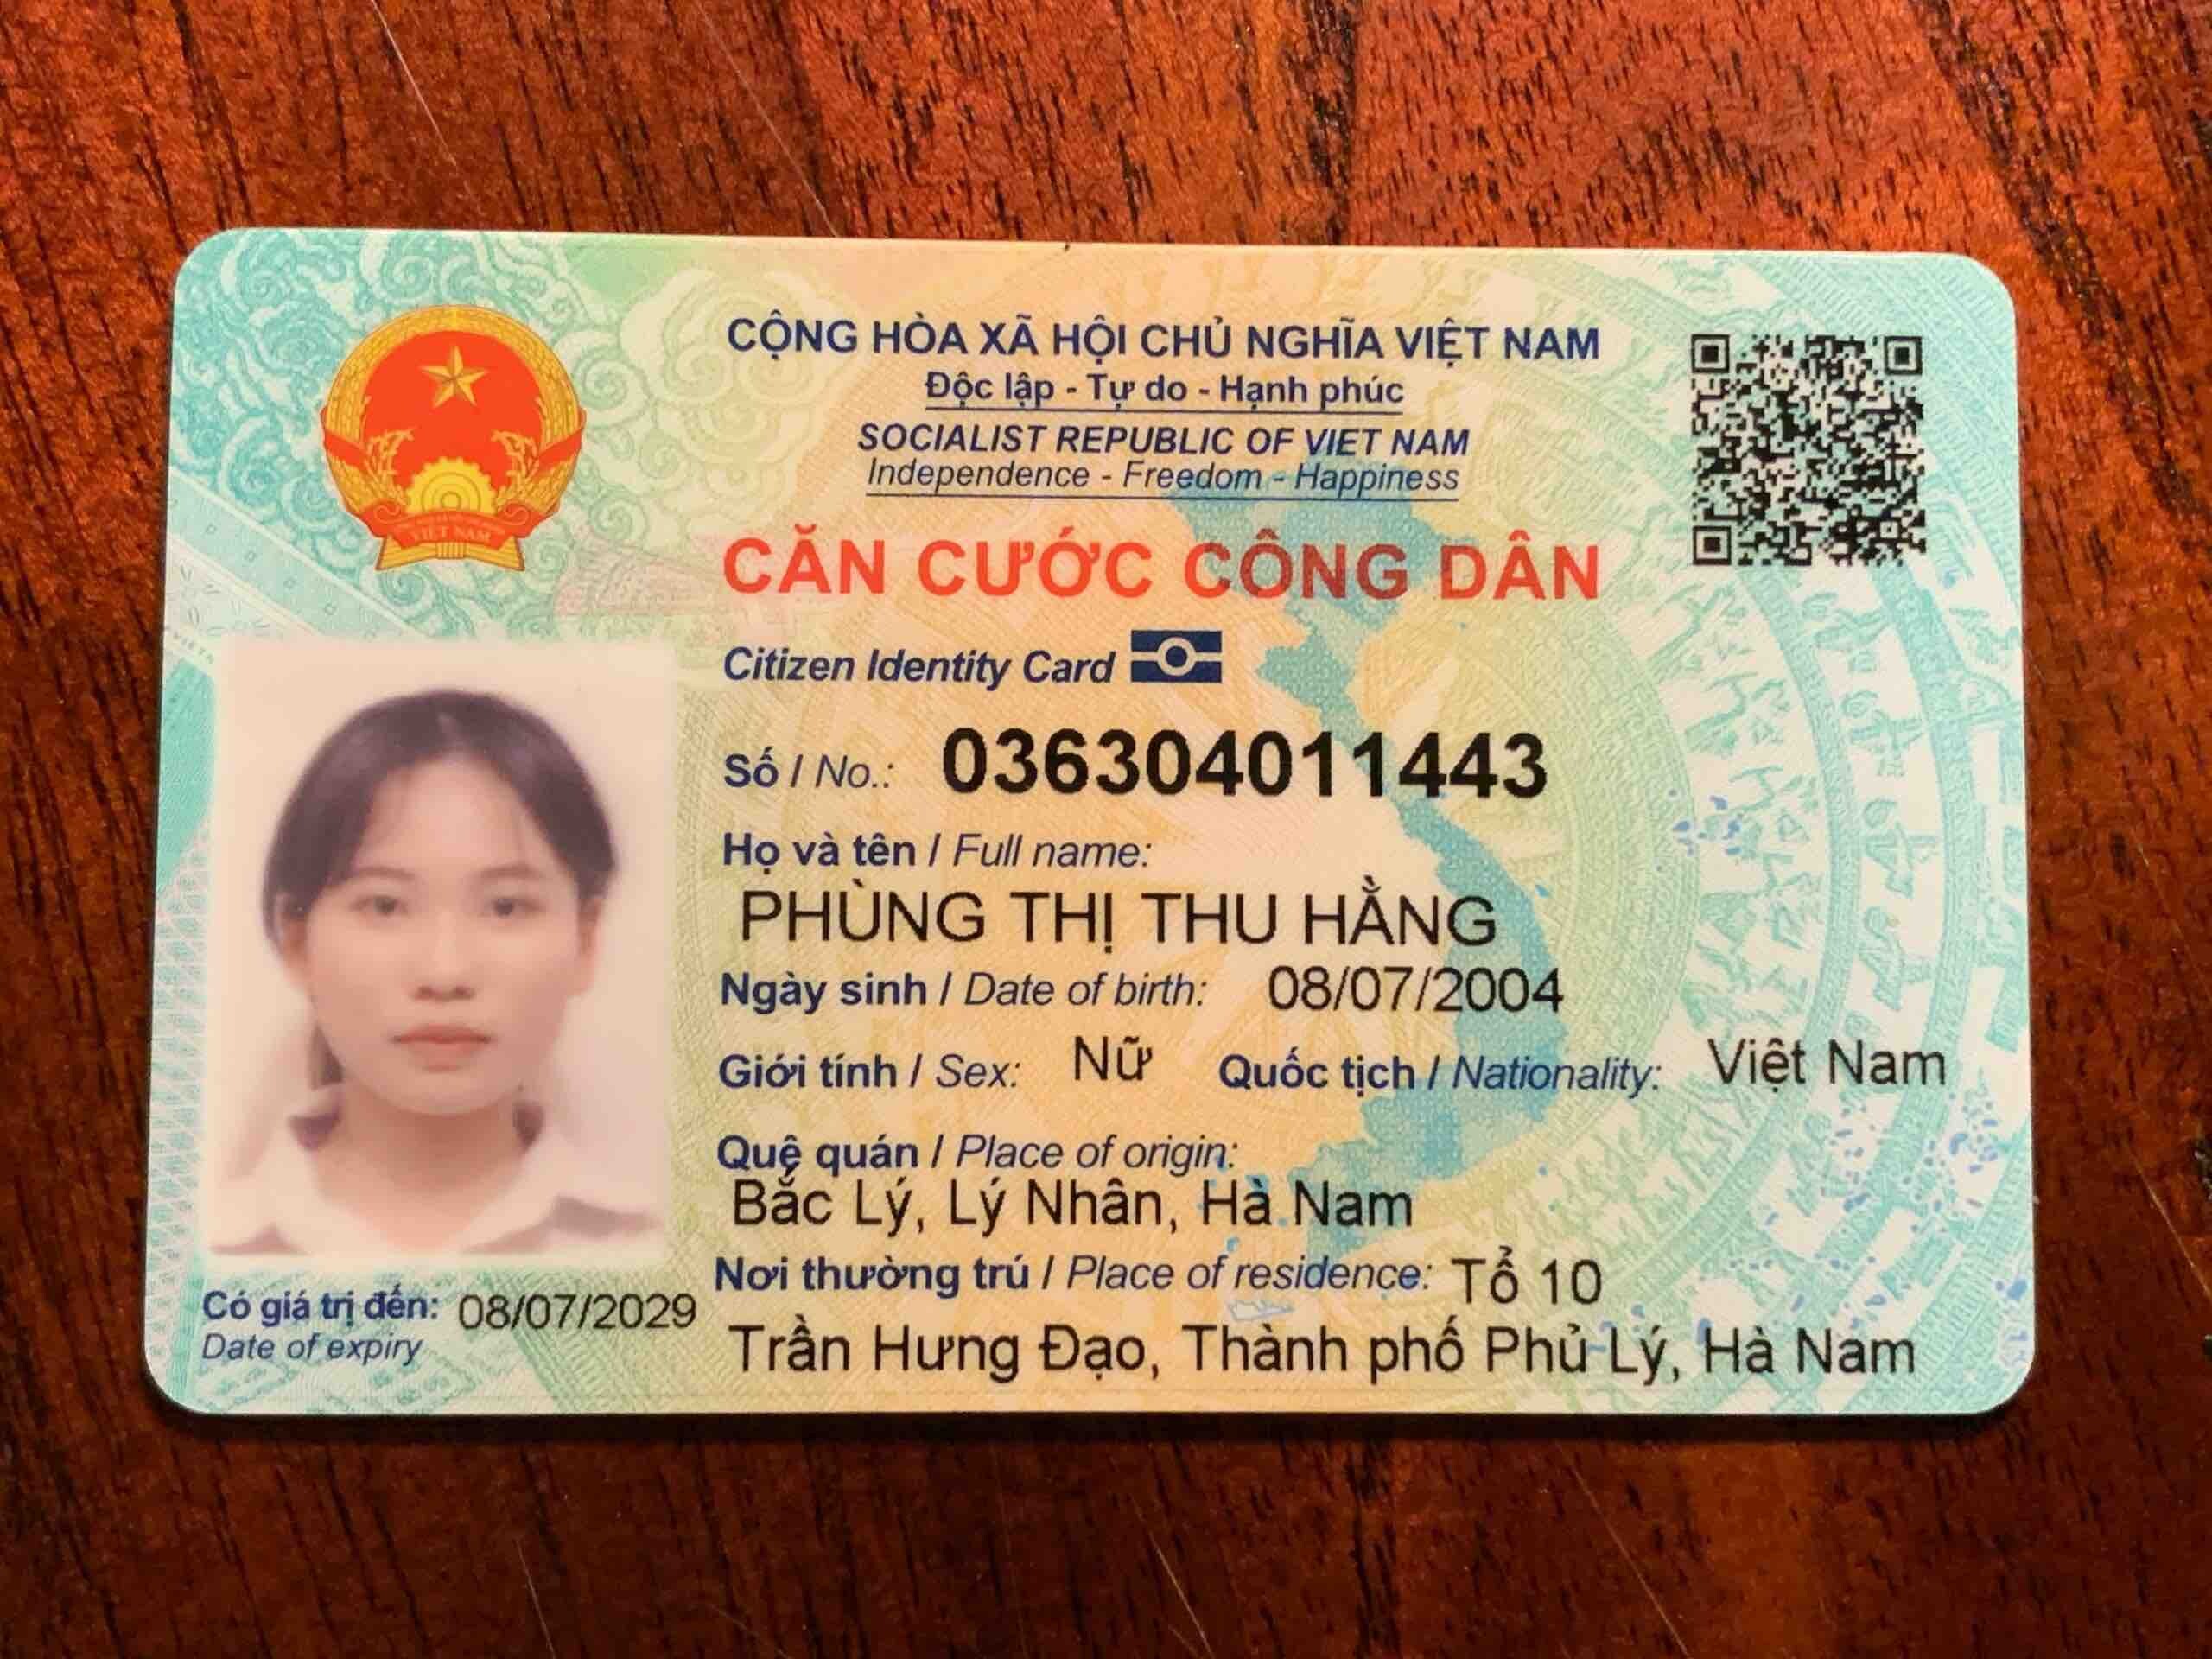 CỘNG HÒA XÃ HỘI CHỦ NGHĨA VIỆT NAM
Độc lập - Tự do - Hạnh phúc
SOCIALIST REPUBLIC OF VIET NAM
Independence - Freedom - Happiness
CĂN CƯỚC CÔNG DÂN
Citizen Identity Card
Số / No.: 036304011443
Họ và tên / Full name:
PHÙNG THỊ THU HẰNG
Ngày sinh / Date of birth: 08/07/2004
Giới tính / Sex: Nữ Quốc tịch / Nationality: Việt Nam
Quê quán / Place of origin:
Bắc Lý, Lý Nhân, Hà Nam
Nơi thường trú / Place of residence: Tổ 10
Trần Hưng Đạo, Thành phố Phủ Lý, Hà Nam
Có giá trị đến: 08/07/2029
Date of expiry
VIỆT NAM